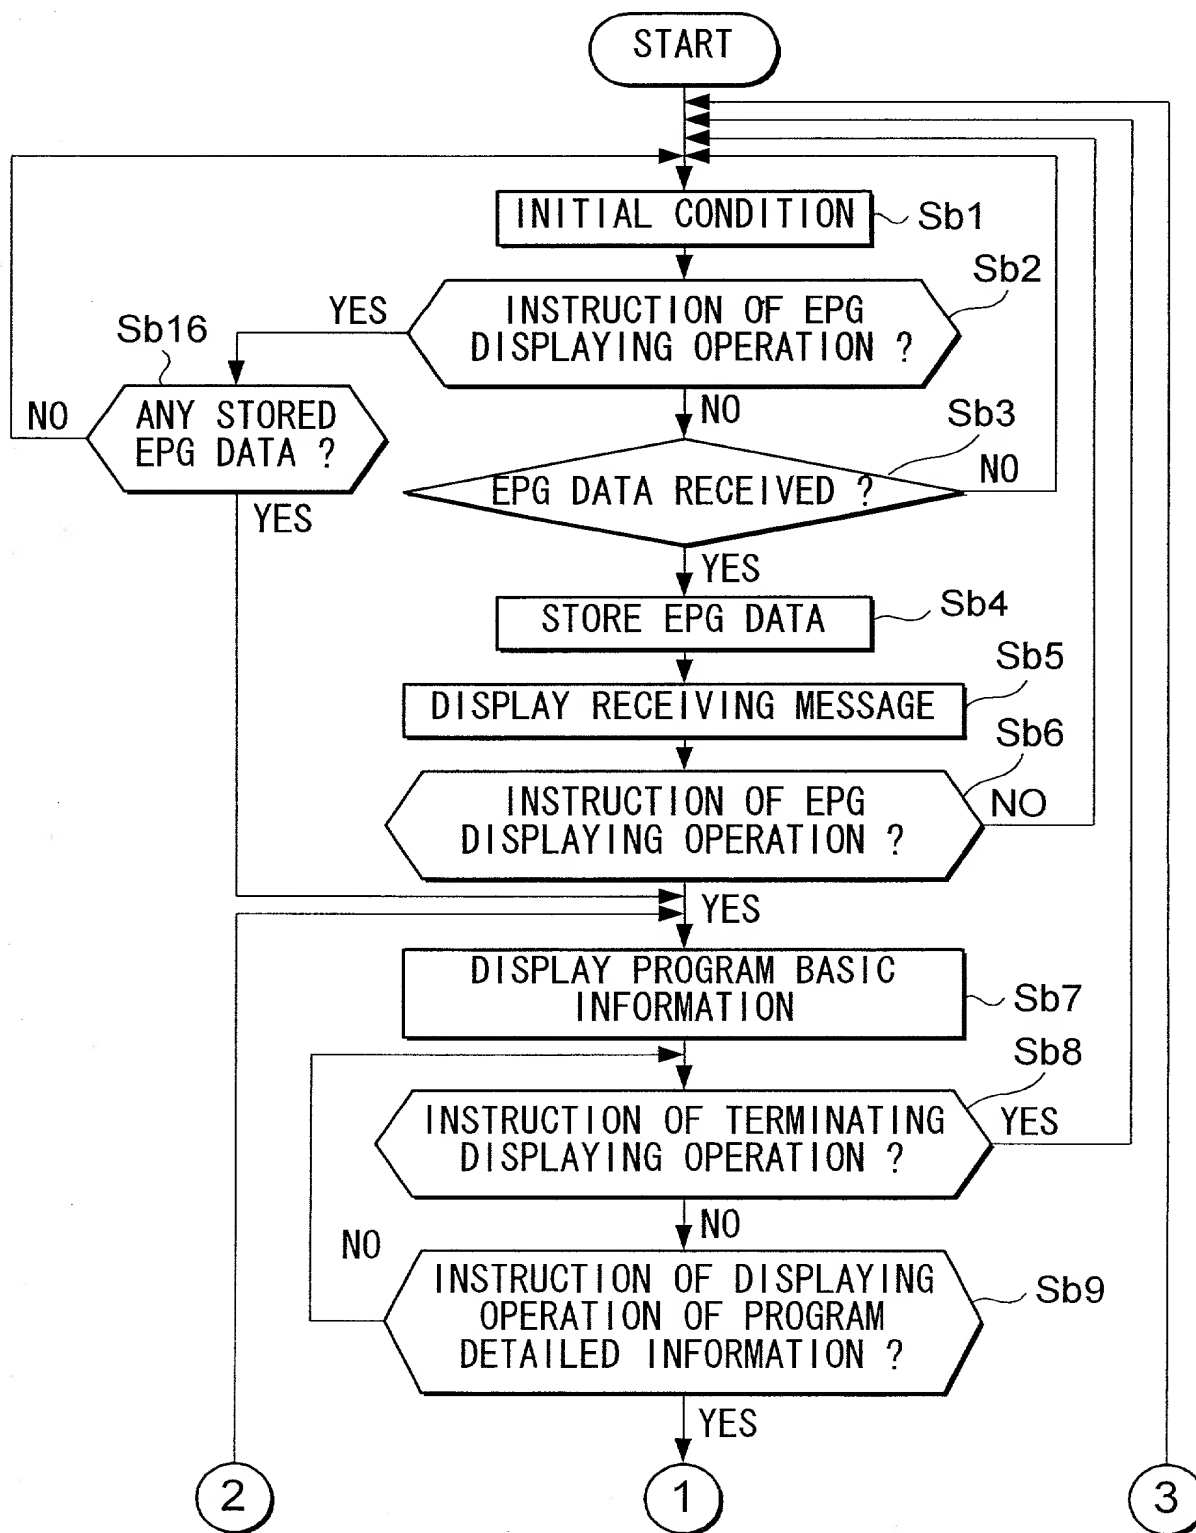 START
INITIAL CONDITION
Sb1
Sb2
INSTRUCTION OF EPG
DISPLAYING OPERATION ?
YES
Sb16
ANY STORED
EPG DATA ?
NO
YES
NO
Sb3
EPG DATA RECEIVED ?
NO
YES
STORE EPG DATA
Sb4
Sb5
DISPLAY RECEIVING MESSAGE
Sb6
INSTRUCTION OF EPG
DISPLAYING OPERATION ?
NO
YES
DISPLAY PROGRAM BASIC
INFORMATION
Sb7
Sb8
INSTRUCTION OF TERMINATING
DISPLAYING OPERATION ?
YES
NO
NO
INSTRUCTION OF DISPLAYING
OPERATION OF PROGRAM
DETAILED INFORMATION ?
Sb9
YES
2
1
3